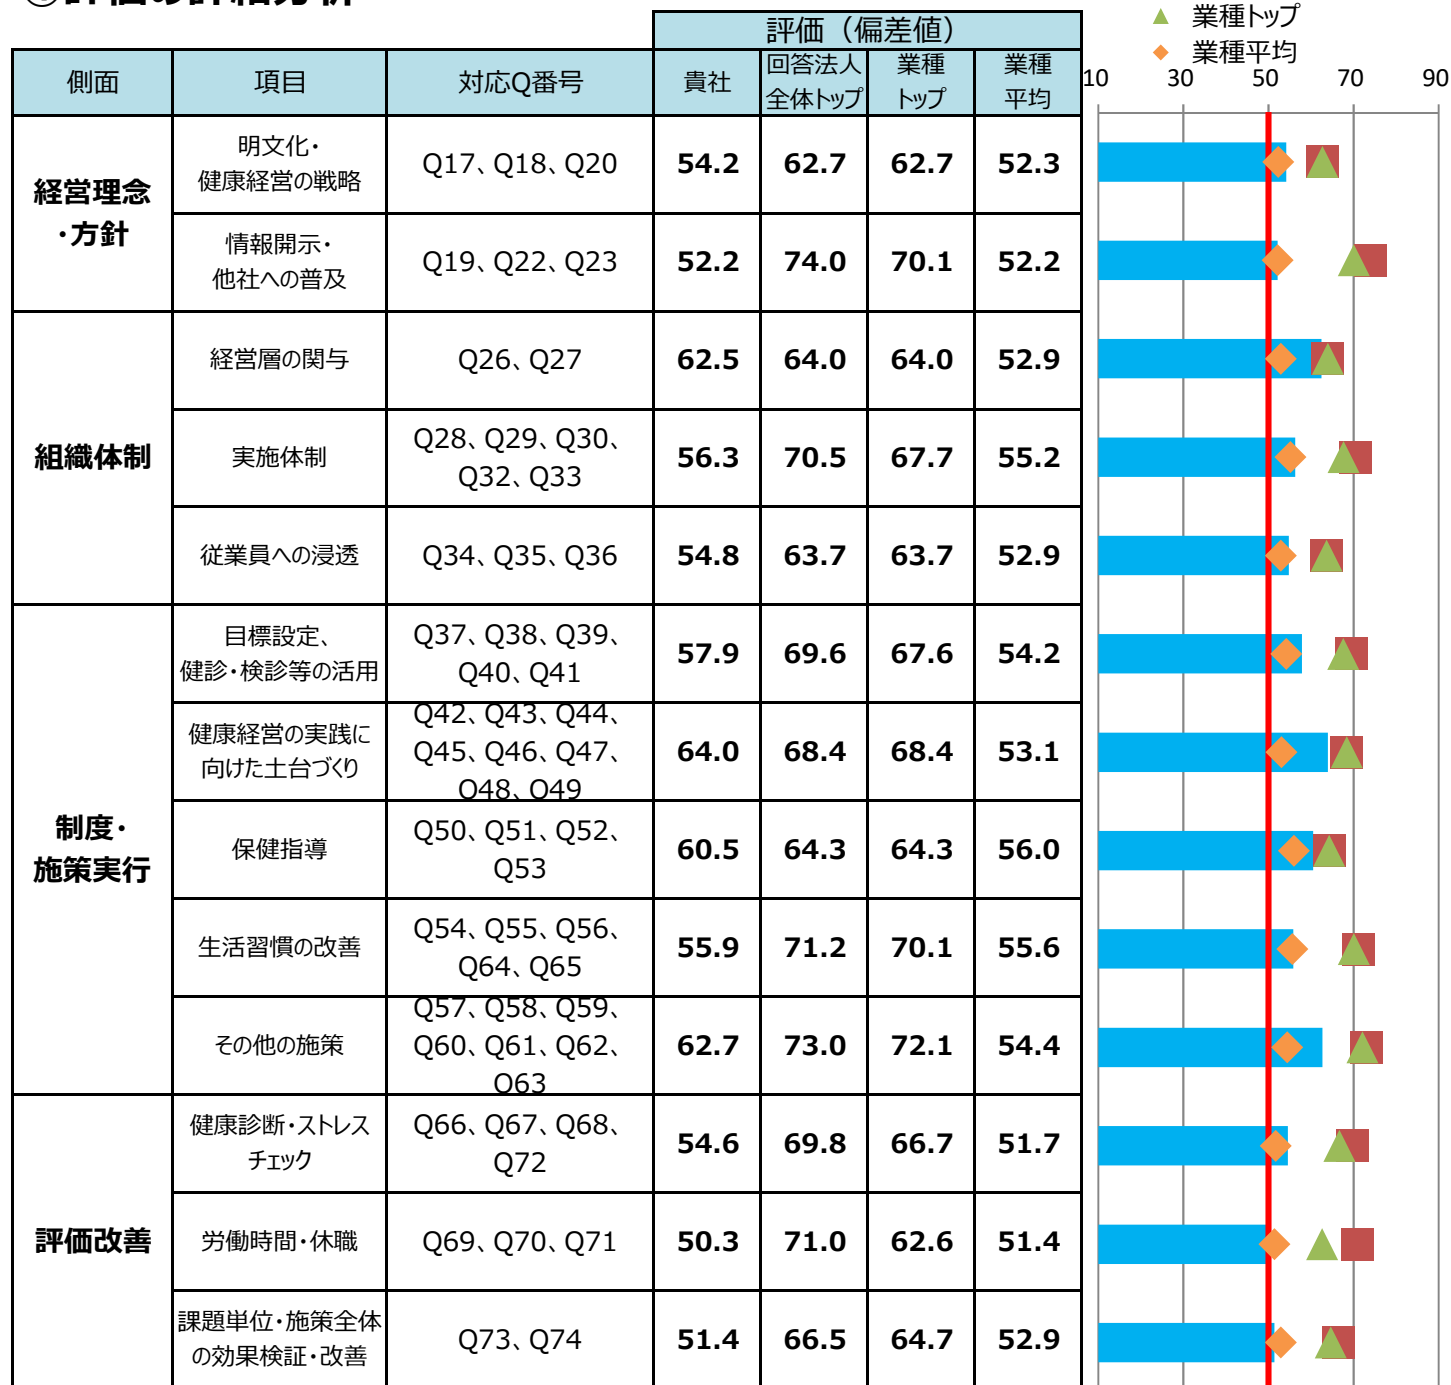 ①評価の詳細分析
▲ 業種トップ
◆ 業種平均
評価（偏差値）
側面 項目 対応Q番号 貴社 回答法人 業種 業種
全体トップ トップ 平均
10 30 50 70 90
経営理念
・方針
明文化・
健康経営の戦略
Q17、Q18、Q20 54.2 62.7 62.7 52.3
情報開示・
他社への普及
Q19、Q22、Q23 52.2 74.0 70.1 52.2
組織体制
経営層の関与 Q26、Q27 62.5 64.0 64.0 52.9
実施体制
Q28、Q29、Q30、
Q32、Q33
56.3 70.5 67.7 55.2
従業員への浸透 Q34、Q35、Q36 54.8 63.7 63.7 52.9
制度・
施策実行
目標設定、
健診・検診等の活用
Q37、Q38、Q39、
Q40、Q41
57.9 69.6 67.6 54.2
健康経営の実践に
向けた土台づくり
Q42、Q43、Q44、
Q45、Q46、Q47、
Q48、Q49
64.0 68.4 68.4 53.1
保健指導
Q50、Q51、Q52、
Q53
60.5 64.3 64.3 56.0
生活習慣の改善
Q54、Q55、Q56、
Q64、Q65
55.9 71.2 70.1 55.6
その他の施策
Q57、Q58、Q59、
Q60、Q61、Q62、
Q63
62.7 73.0 72.1 54.4
評価改善
健康診断・ストレス
チェック
Q66、Q67、Q68、
Q72
54.6 69.8 66.7 51.7
労働時間・休職 Q69、Q70、Q71 50.3 71.0 62.6 51.4
課題単位・施策全体
の効果検証・改善
Q73、Q74 51.4 66.5 64.7 52.9